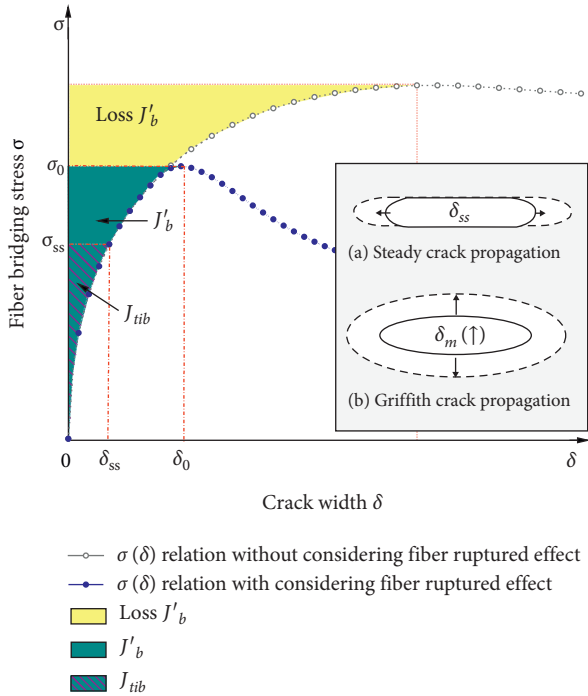 σ
Fiber bridging stress σ
Loss J′b
σ0
J′b
σss
Jtib
δss
(a) Steady crack propagation
δm (↑)
(b) Griffith crack propagation
0
δss
δ0
δ
Crack width δ
σ (δ) relation without considering fiber ruptured effect
σ (δ) relation with considering fiber ruptured effect
Loss J′b
J′b
Jtib